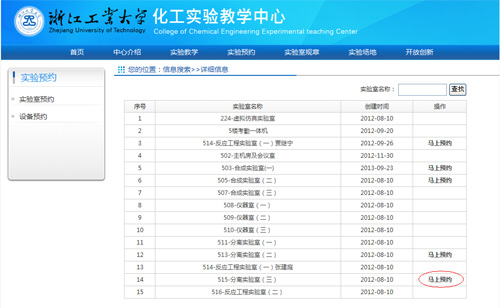 浙江工业大学 化工实验教学中心
Zhejiang University of Technology College of Chemical Engineering Experimental teaching Center
首页 中心介绍 实验教学 实验预约 实验室规章 实验场地 开放创新
实验预约
实验室预约
设备预约
您的位置：信息搜索>>详细信息
实验室名称： 查找
序号 实验室名称 创建时间 操作
1 224-虚拟仿真实验室 2012-08-10
2 5楼考勤一体机 2012-09-20
3 514-反应工程实验室（一）贾继宁 2012-09-26 马上预约
4 502-主机房及会议室 2012-11-30
5 503-合成实验室(一) 2013-09-23 马上预约
6 505-合成实验室（二） 2012-08-10 马上预约
7 507-合成实验室（三） 2012-08-10
8 508-仪器室（一） 2012-08-10
9 509-仪器室（二） 2012-08-10
10 510-仪器室（三） 2012-08-10
11 511-分离实验室（一） 2012-08-10
12 513-分离实验室（二） 2012-08-10 马上预约
13 514-反应工程实验室（一）张建庭 2012-08-10
14 515-分离实验室（三） 2012-08-10 马上预约
15 516-反应工程实验室（二） 2012-08-10